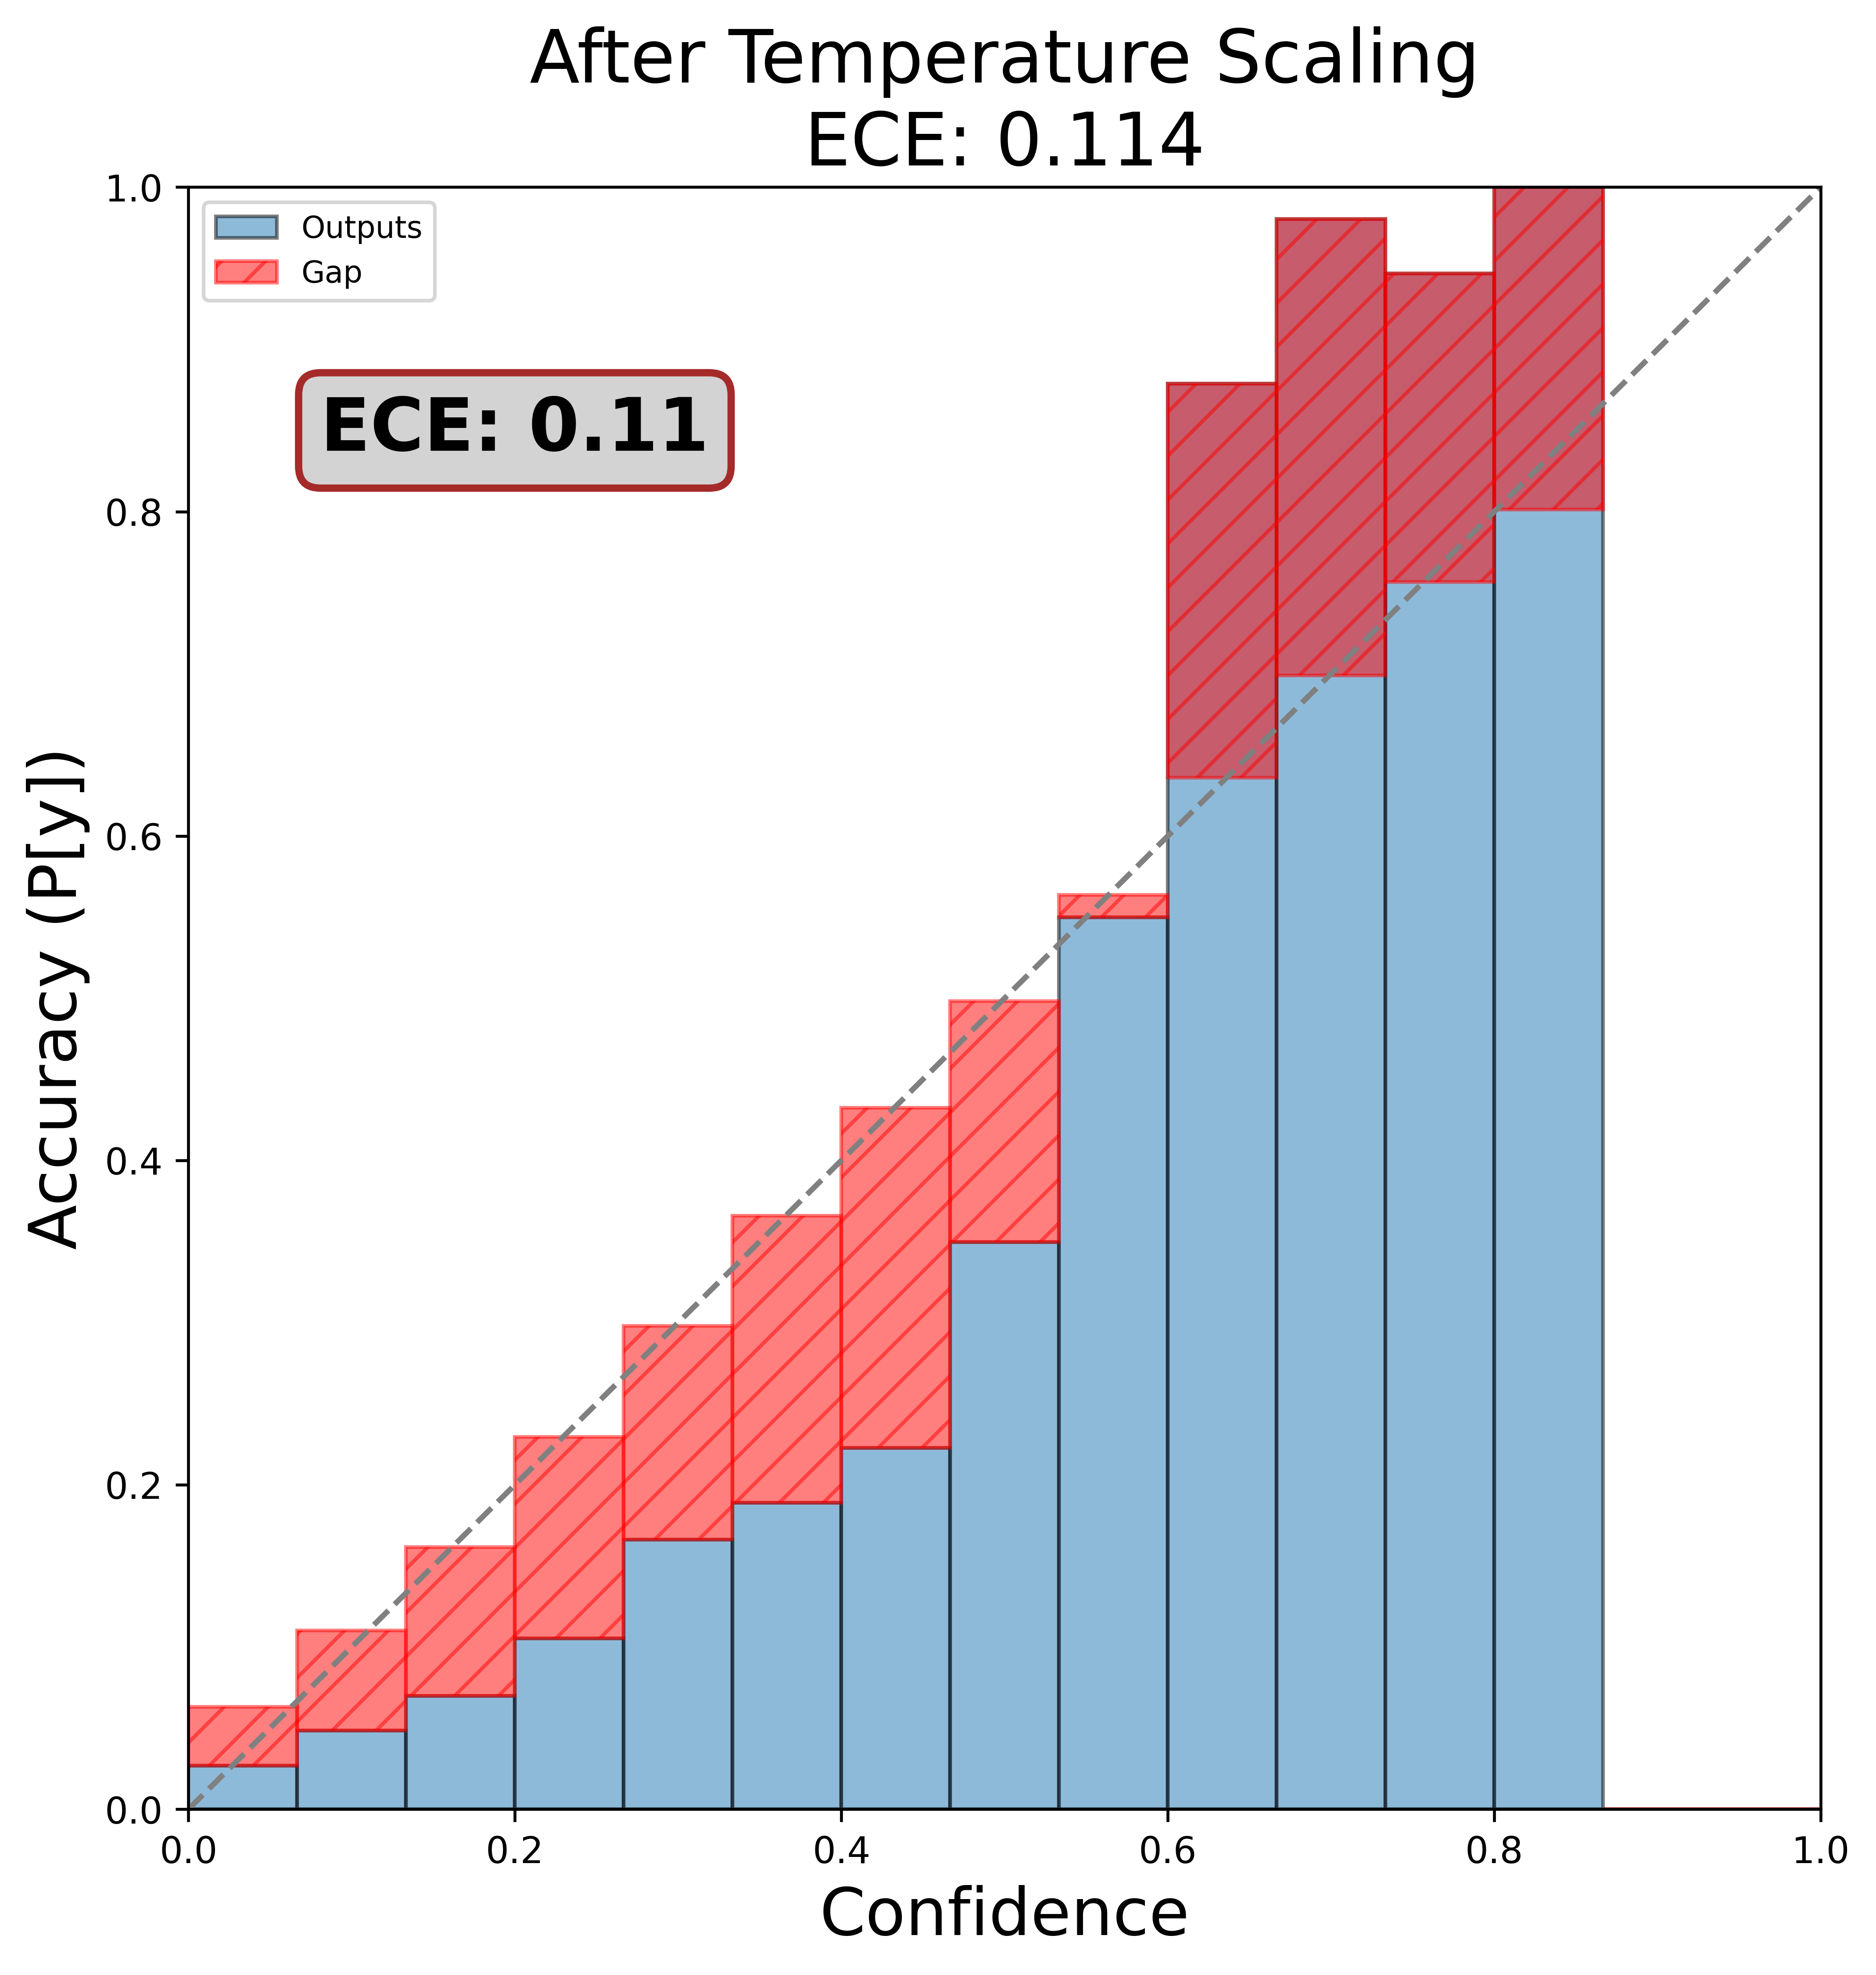 After Temperature Scaling
ECE: 0.114
1.0
0.8
0.6
0.4
0.2
0.0
Outputs
Gap
ECE: 0.11
Accuracy (P[y])
0.0 0.2 0.4 0.6 0.8 1.0
Confidence